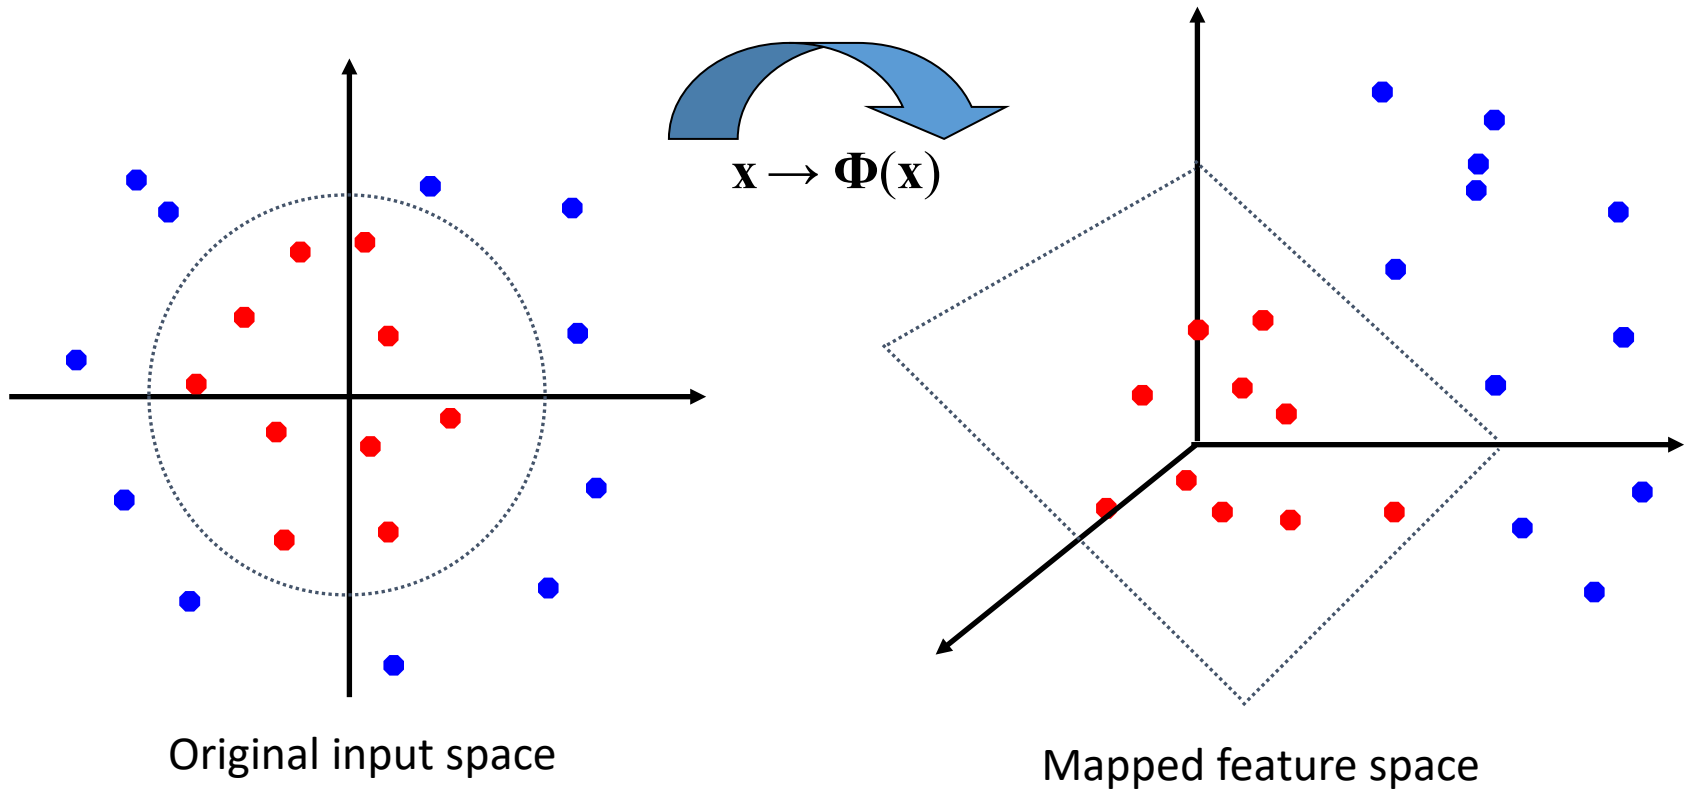 x → Φ(x)
Original input space
Mapped feature space